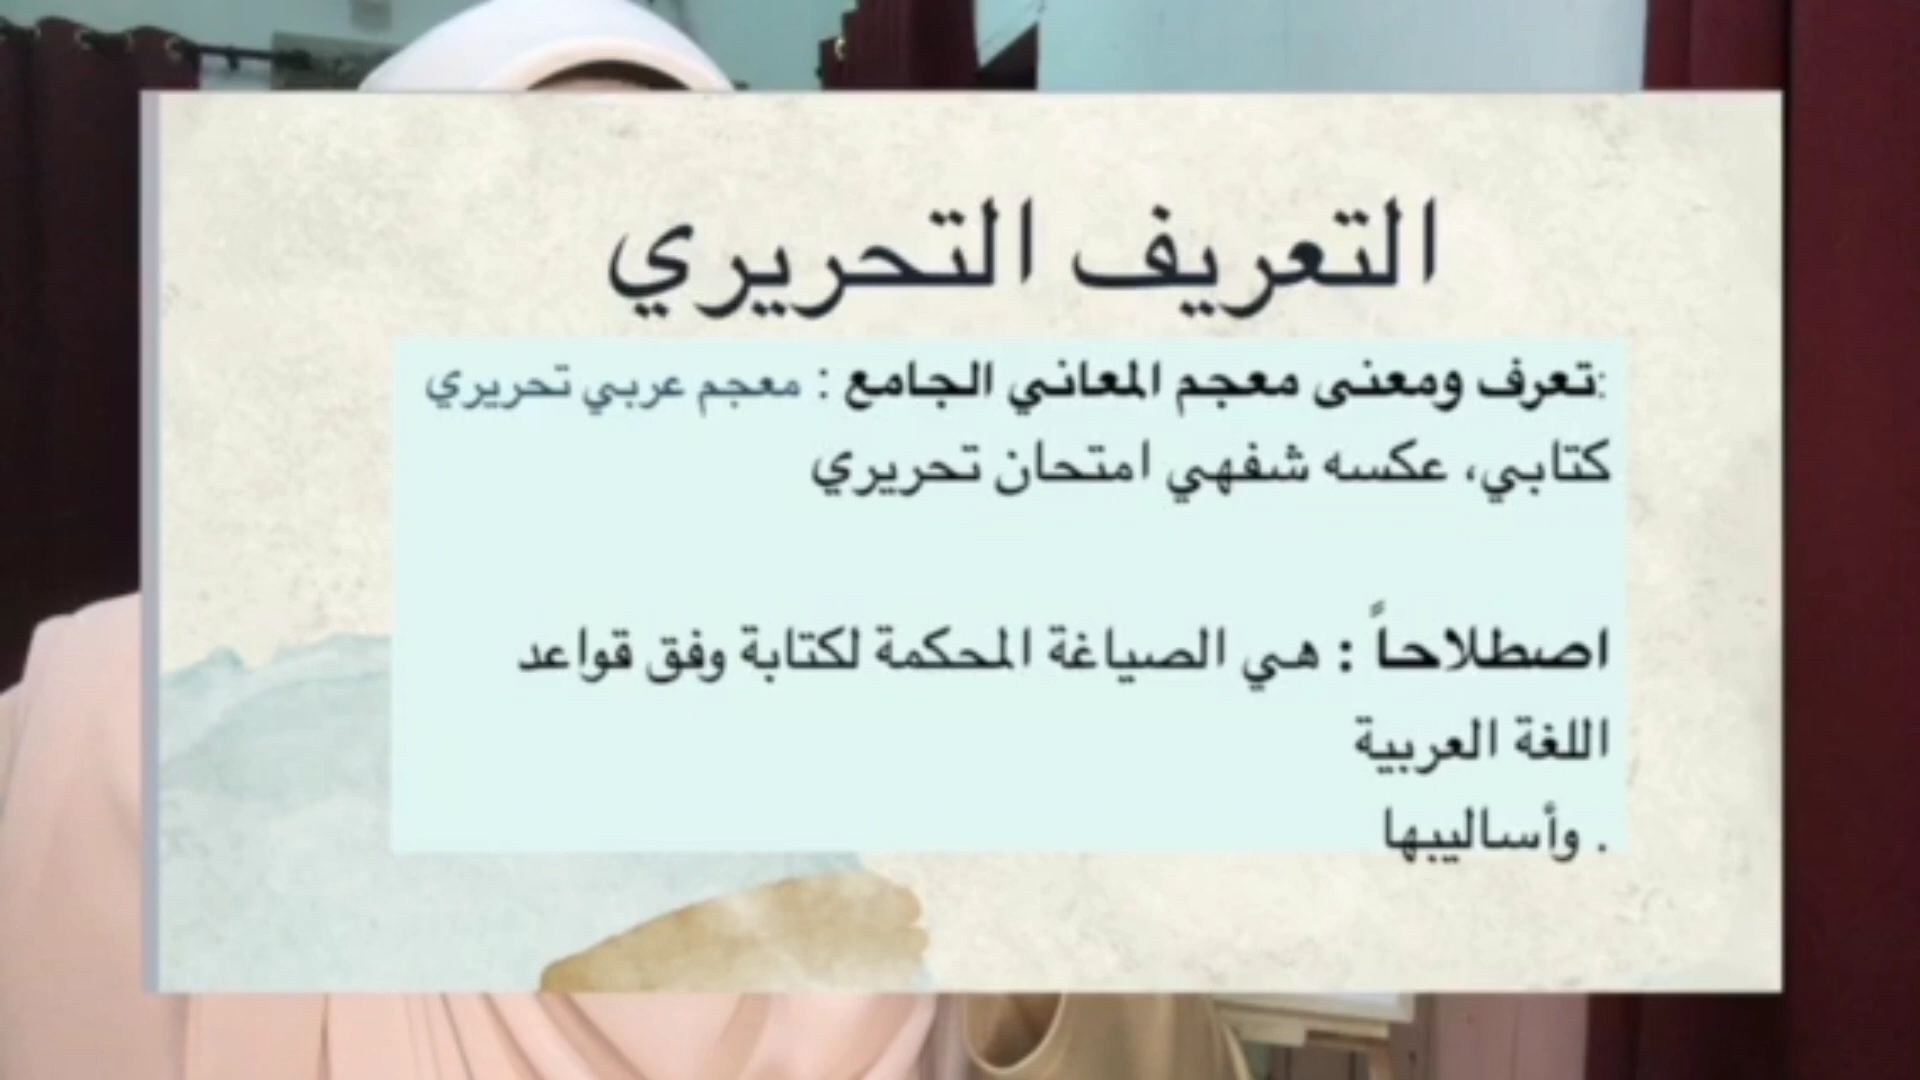 التعريف التحريري
:تعرف ومعنى معجم المعاني الجامع : معجم عربي تحريري
كتابي، عكسه شفهي امتحان تحريري
اصطلاحاً : هي الصياغة المحكمة لكتابة وفق قواعد
اللغة العربية
. وأساليبها